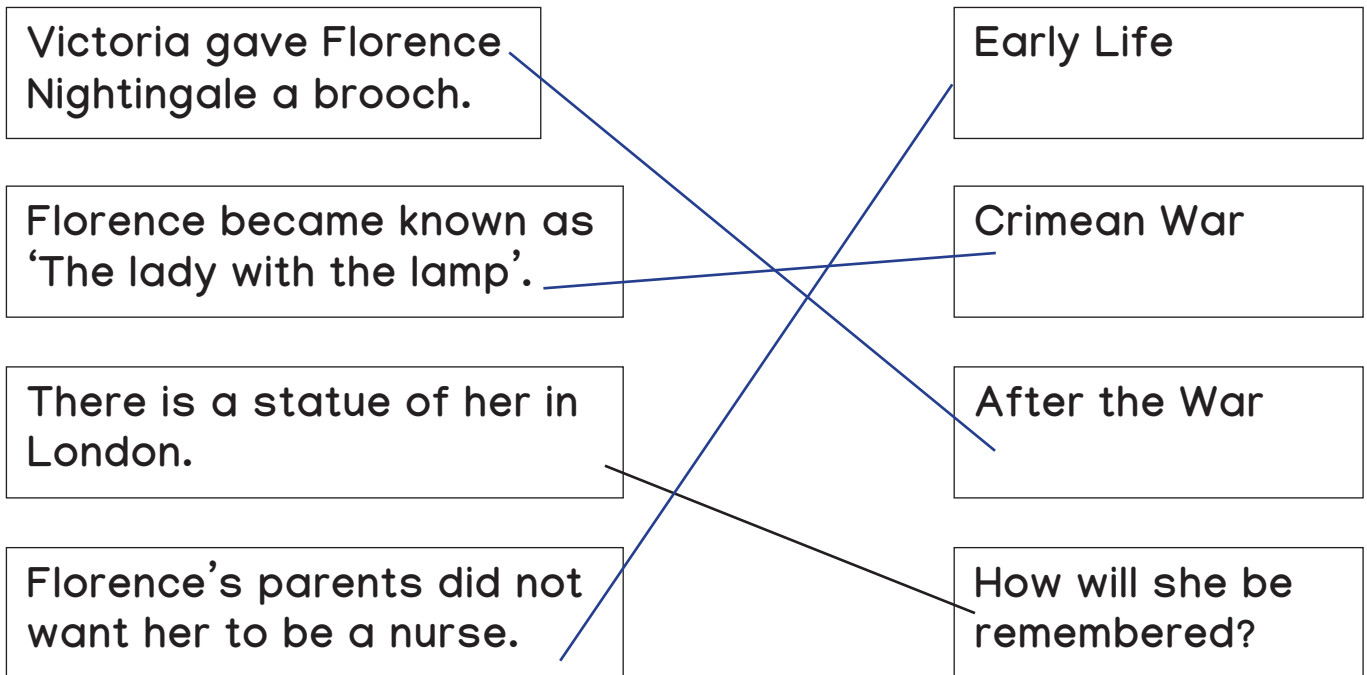 Victoria gave Florence
Nightingale a brooch.
Early Life
Florence became known as
‘The lady with the lamp’.
Crimean War
There is a statue of her in
London.
After the War
Florence’s parents did not
want her to be a nurse.
How will she be
remembered?